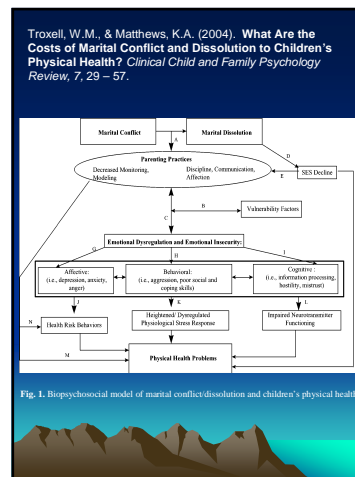 Troxell, W.M., & Matthews, K.A. (2004). What Are the
Costs of Marital Conflict and Dissolution to Children's
Physical Health? Clinical Child and Family Psychology
Review, 7, 29 – 57.
Marital Conflict
Marital Dissolution
A
D
Parenting Practices
Decreased Monitoring,
Modeling
Discipline, Communication,
Affection
E
SES Decline
B
Vulnerability Factors
C
Emotional Dysregulation and Emotional Insecurity:
G
H
I
Affective:
(i.e., depression, anxiety,
anger)
Behavioral:
(i.e., aggression, poor social and
coping skills)
Cognitive :
(i.e., information processing,
hostility, mistrust)
J
K
L
N
Health Risk Behaviors
Heightened/ Dysregulated
Physiological Stress Response
Impaired Neurotransmitter
Functioning
M
Physical Health Problems
Fig. 1. Biopsychosocial model of marital conflict/dissolution and children's physical health